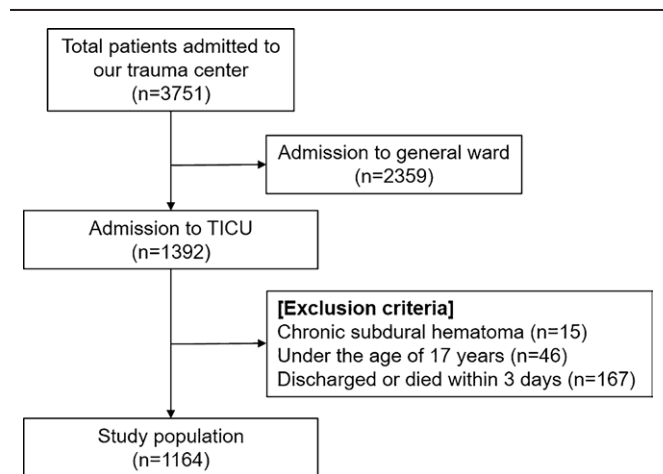 Total patients admitted to
our trauma center
(n=3751)
Admission to general ward
(n=2359)
Admission to TICU
(n=1392)
[Exclusion criteria]
Chronic subdural hematoma (n=15)
Under the age of 17 years (n=46)
Discharged or died within 3 days (n=167)
Study population
(n=1164)